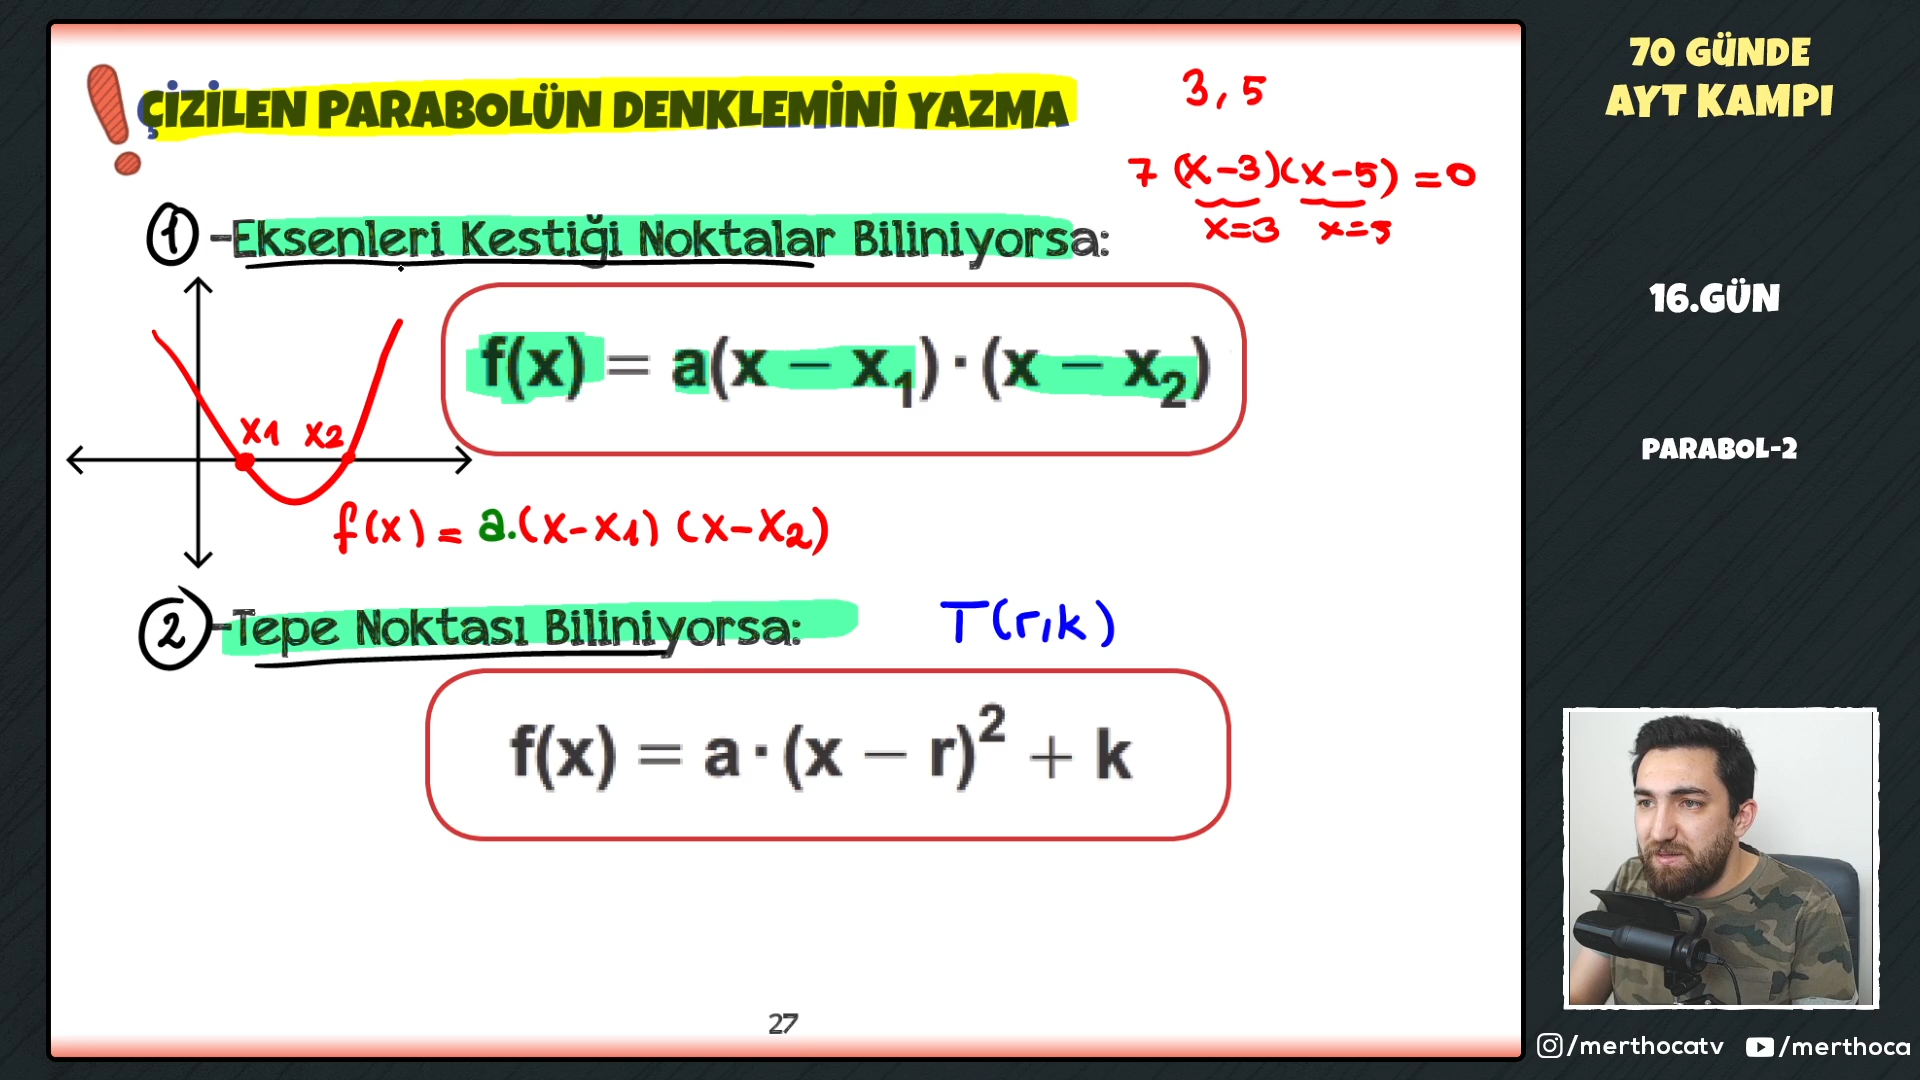 ÇİZİLEN PARABOLÜN DENKLEMİNİ YAZMA
3, 5
7 (x-3)(x-5) = 0
x=3 x=5
1 -Eksenleri Kestiği Noktalar Biliniyorsa:
f(x) = a(x − x₁) · (x − x₂)
x1 x2
f(x) = a.(x-x1) (x-x2)
2 -Tepe Noktası Biliniyorsa:
T(r,k)
f(x) = a · (x − r)² + k
27
70 GÜNDE
AYT KAMPI
16.GÜN
PARABOL-2
/merthocatv /merthoca